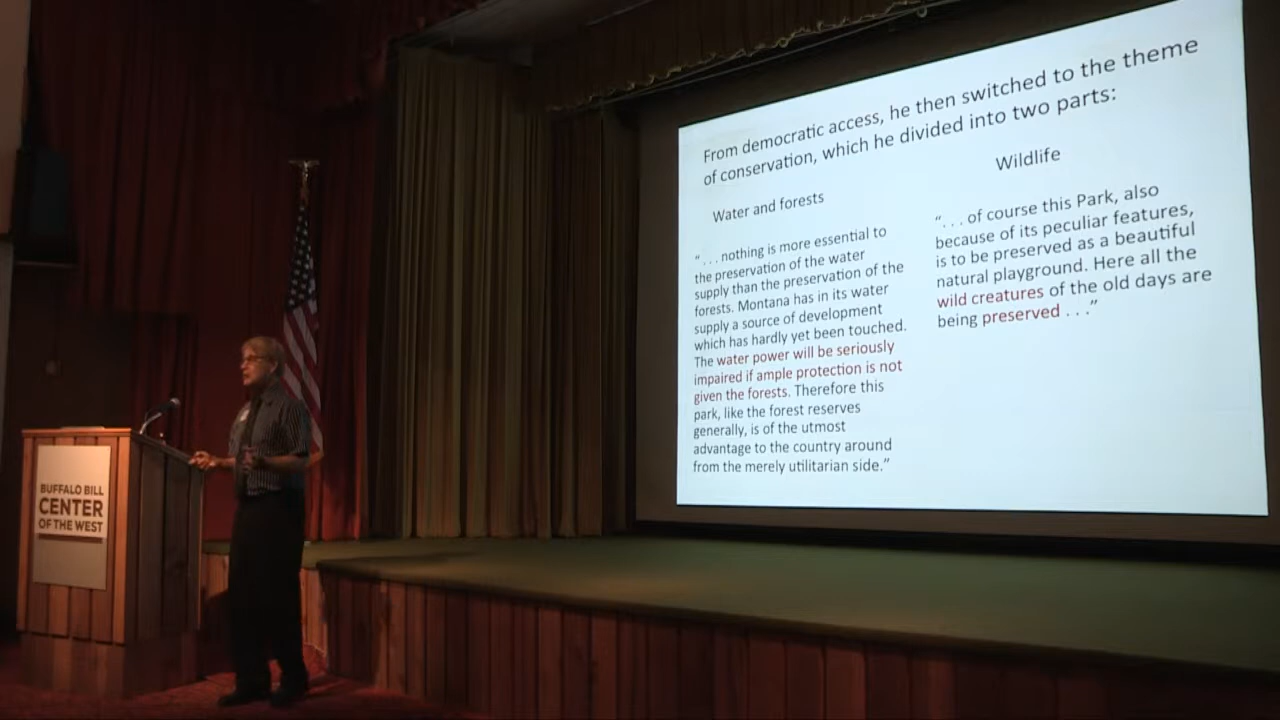 From democratic access, he then switched to the theme
of conservation, which he divided into two parts:
Water and forests
“. . . nothing is more essential to
the preservation of the water
supply than the preservation of the
forests. Montana has in its water
supply a source of development
which has hardly yet been touched.
The water power will be seriously
impaired if ample protection is not
given the forests. Therefore this
park, like the forest reserves
generally, is of the utmost
advantage to the country around
from the merely utilitarian side.”
Wildlife
“. . . of course this Park, also
because of its peculiar features,
is to be preserved as a beautiful
natural playground. Here all the
wild creatures of the old days are
being preserved . . .”
BUFFALO BILL
CENTER
OF THE WEST